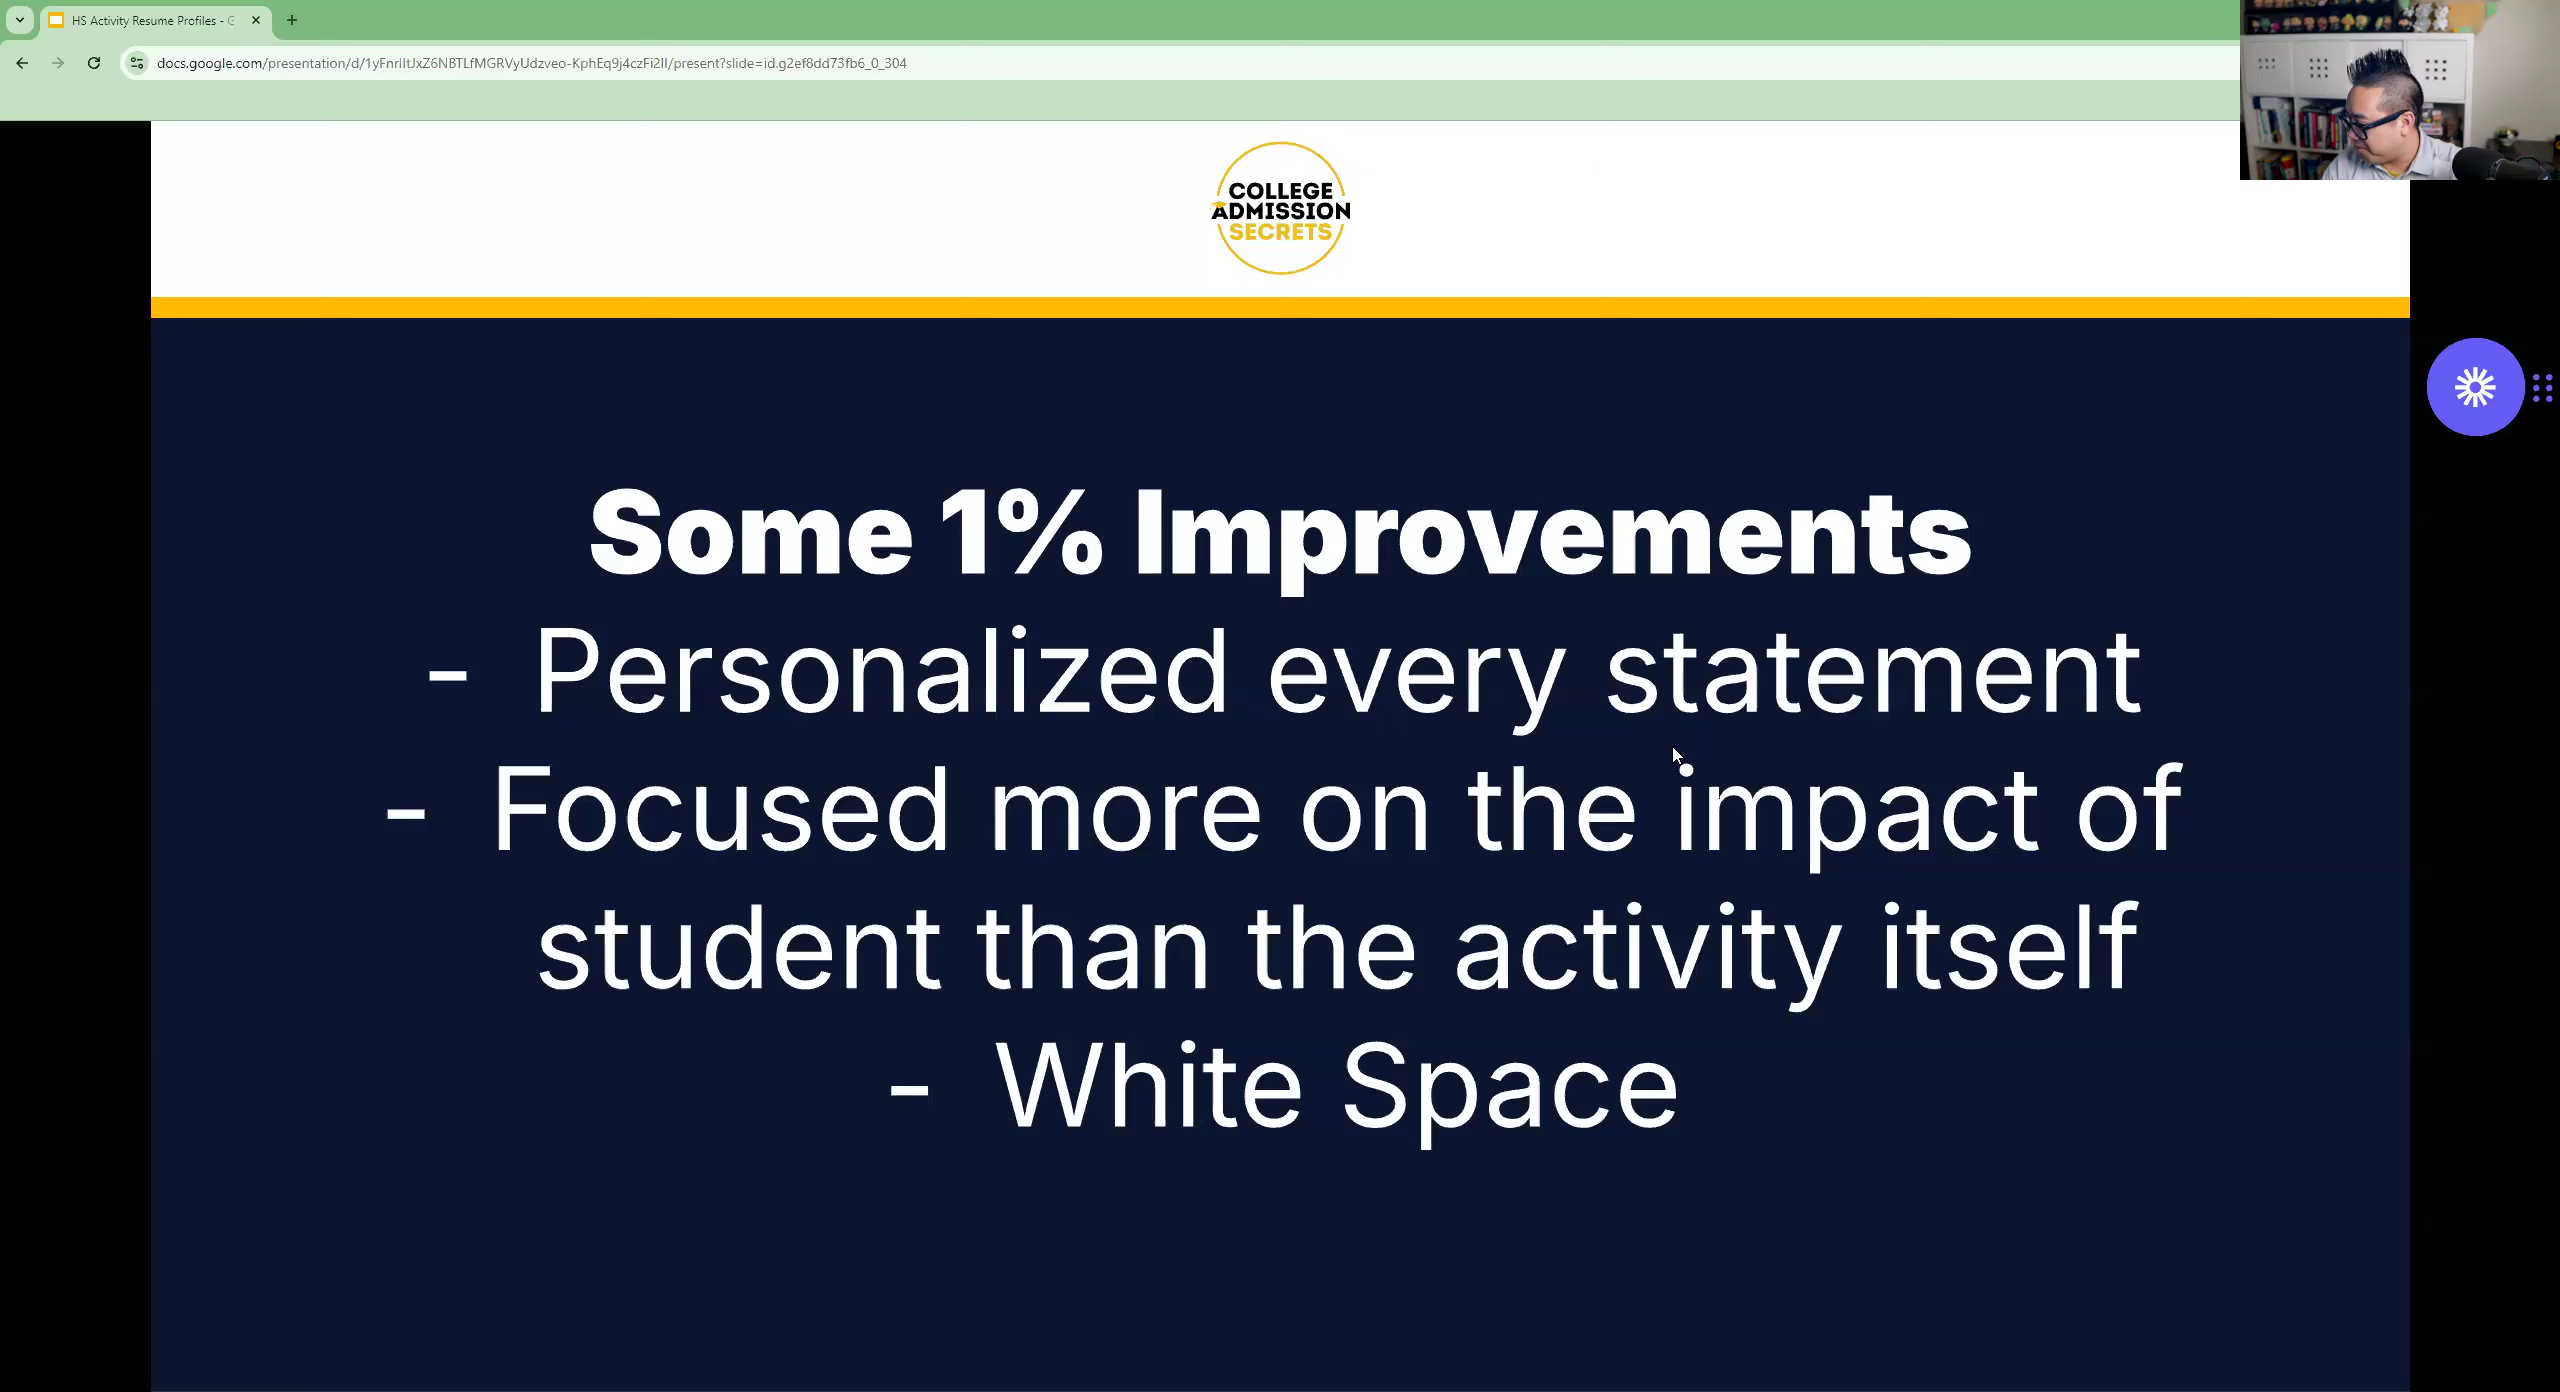 HS Activity Resume Profiles - G
docs.google.com/presentation/d/1yFnrIItJxZ6NBTLfMGRVyUdzveo-KphEq9j4czFi2lI/present?slide=id.g2ef8dd73fb6_0_304
COLLEGE
ADMISSION
SECRETS
Some 1% Improvements
- Personalized every statement
- Focused more on the impact of
student than the activity itself
- White Space